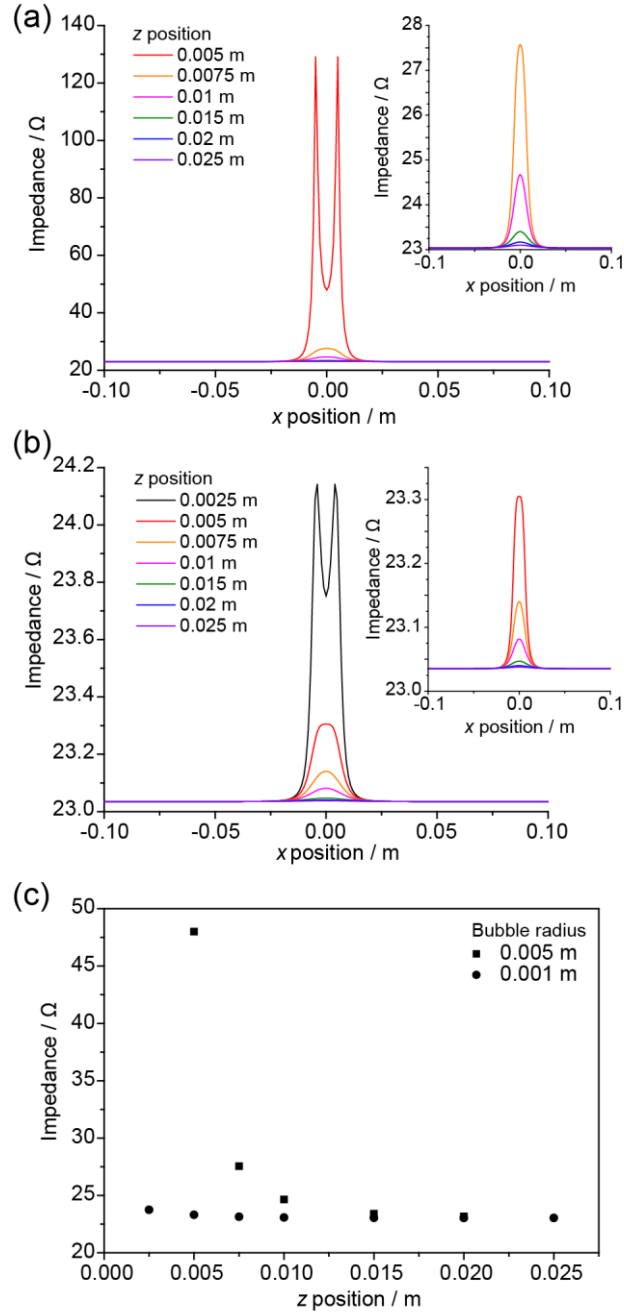 (a)
z position
0.005 m
0.0075 m
0.01 m
0.015 m
0.02 m
0.025 m
Impedance / Ω
140
120
100
80
60
40
20
-0.10
-0.05
0.00
0.05
0.10
x position / m
Impedance / Ω
28
27
26
25
24
23
-0.1
0.0
0.1
x position / m
(b)
z position
0.0025 m
0.005 m
0.0075 m
0.01 m
0.015 m
0.02 m
0.025 m
Impedance / Ω
24.2
24.0
23.8
23.6
23.4
23.2
23.0
-0.10
-0.05
0.00
0.05
0.10
x position / m
Impedance / Ω
23.3
23.2
23.1
23.0
-0.1
0.0
0.1
x position / m
(c)
Bubble radius
0.005 m
0.001 m
Impedance / Ω
50
45
40
35
30
25
20
0.000
0.005
0.010
0.015
0.020
0.025
z position / m